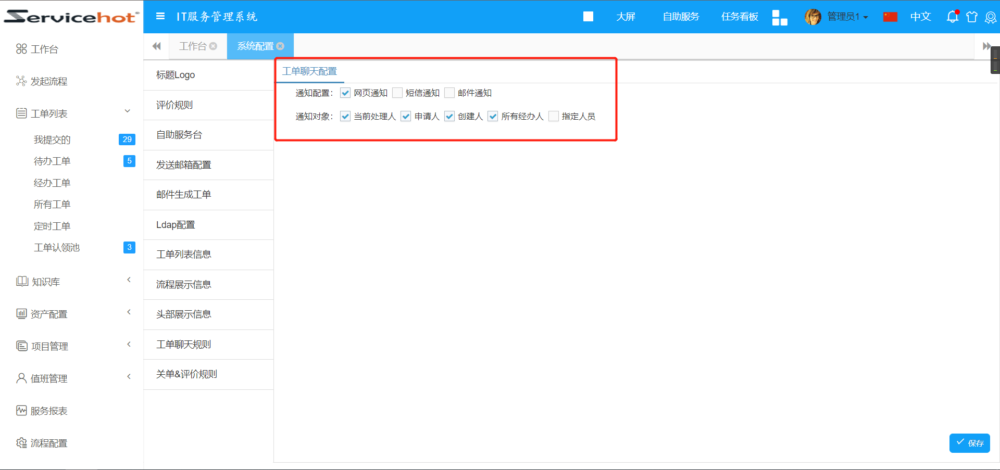 Servicehot®
IT服务管理系统
大屏
自助服务
任务看板
管理员1
中文
工作台
系统配置
工作台
发起流程
工单列表
我提交的 29
待办工单 5
经办工单
所有工单
定时工单
工单认领池 3
知识库
资产配置
项目管理
值班管理
服务报表
流程配置
标题Logo
评价规则
自助服务台
发送邮箱配置
邮件生成工单
Ldap配置
工单列表信息
流程展示信息
头部展示信息
工单聊天规则
关单&评价规则
工单聊天配置
通知配置： 网页通知 短信通知 邮件通知
通知对象： 当前处理人 申请人 创建人 所有经办人 指定人员
保存